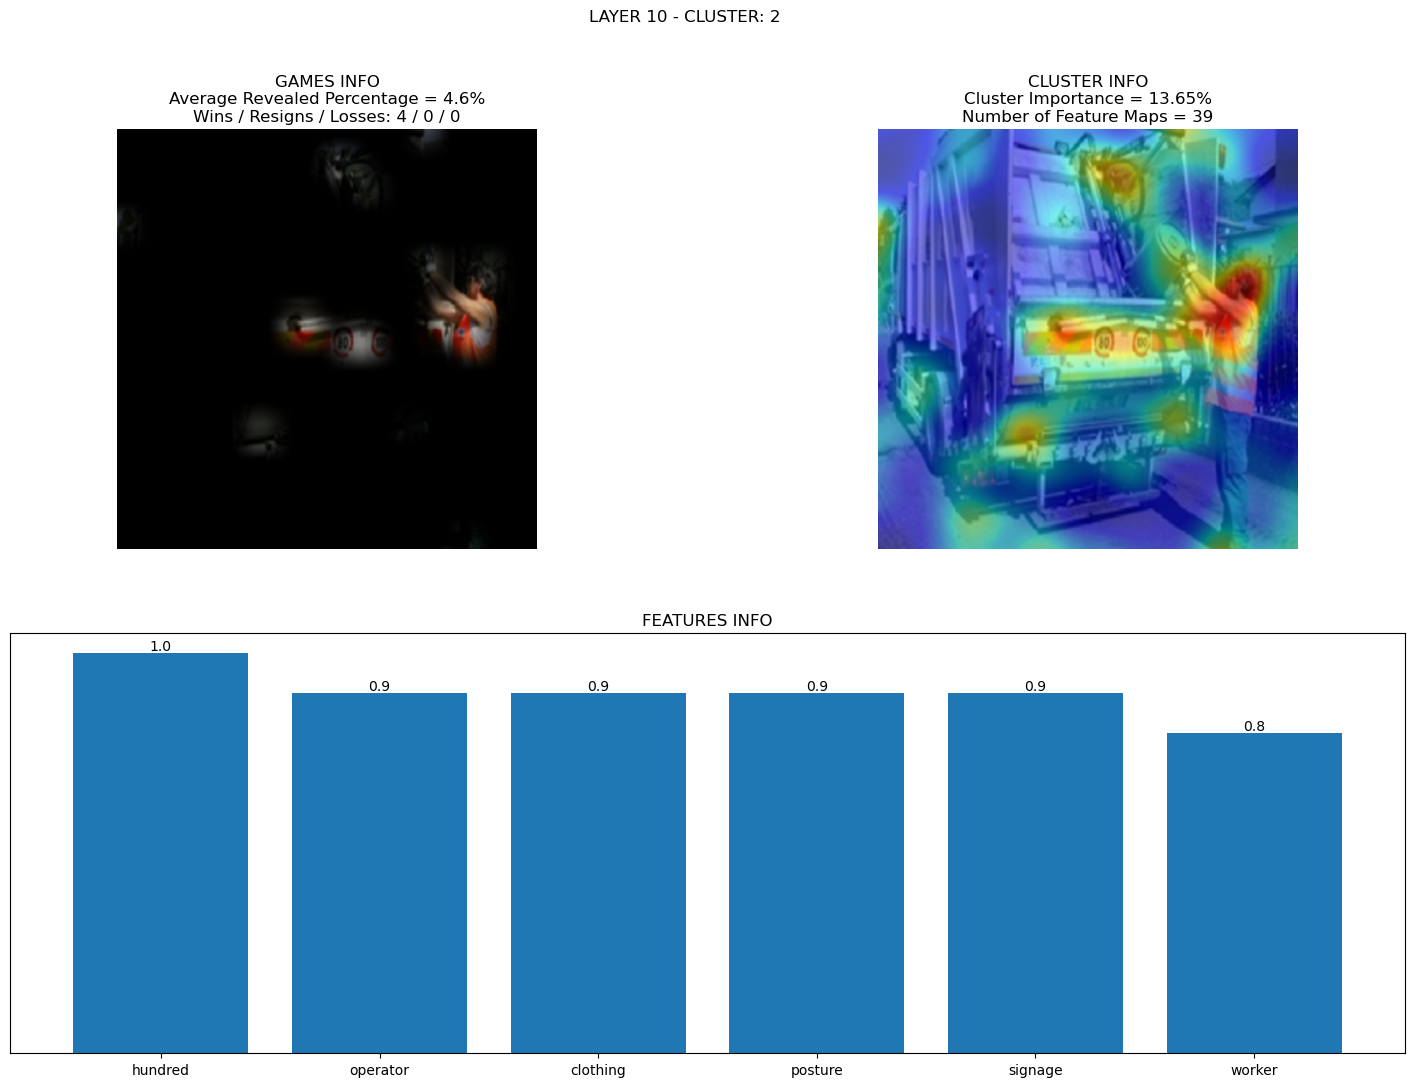 LAYER 10 - CLUSTER: 2
GAMES INFO
Average Revealed Percentage = 4.6%
Wins / Resigns / Losses: 4 / 0 / 0
CLUSTER INFO
Cluster Importance = 13.65%
Number of Feature Maps = 39
80
100
FEATURES INFO
1.0
0.9
0.9
0.9
0.9
0.8
hundred
operator
clothing
posture
signage
worker